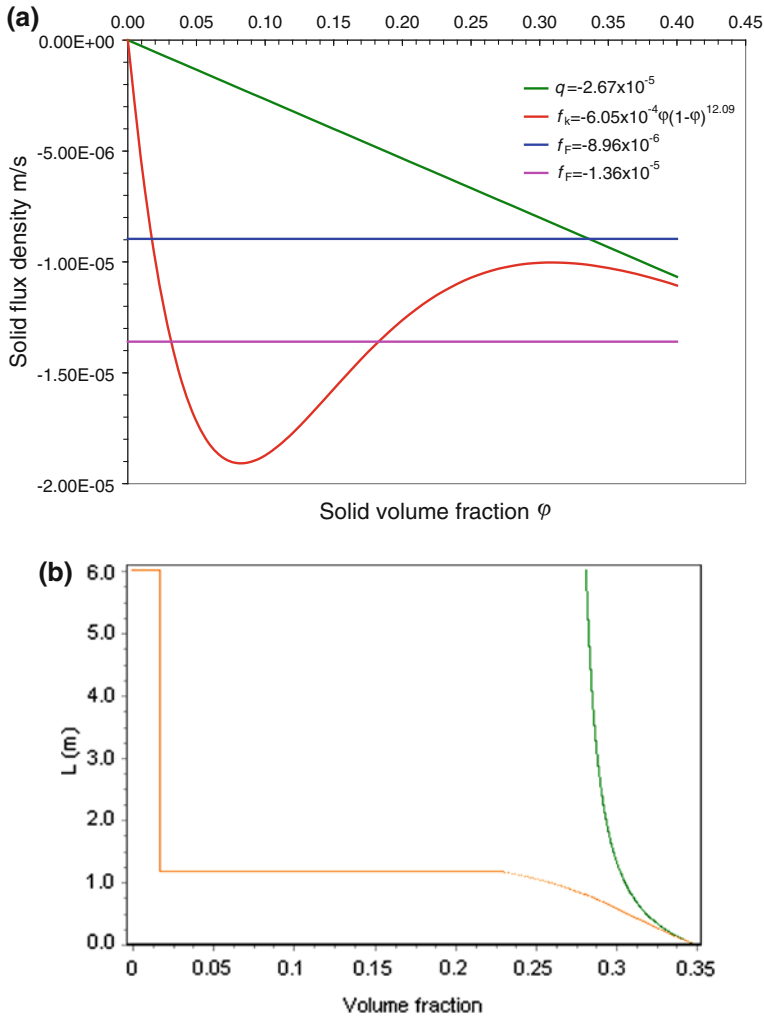 (a)
0.00 0.05 0.10 0.15 0.20 0.25 0.30 0.35 0.40 0.45
0.00E+00
-5.00E-06
-1.00E-05
-1.50E-05
-2.00E-05
Solid flux density m/s
q=-2.67x10⁻⁵
fₖ=-6.05x10⁻⁴φ(1-φ)¹²·⁰⁹
f_F=-8.96x10⁻⁶
f_F=-1.36x10⁻⁵
Solid volume fraction φ
(b)
6.0
5.0
4.0
3.0
2.0
1.0
0.0
L (m)
0 0.05 0.1 0.15 0.2 0.25 0.3 0.35
Volume fraction